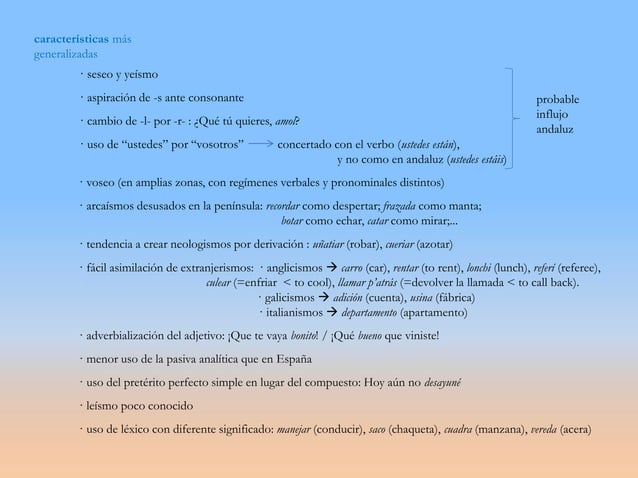 características más
generalizadas
· seseo y yeísmo
· aspiración de -s ante consonante
· cambio de -l- por -r- : ¿Qué tú quieres, amol?
· uso de “ustedes” por “vosotros” → concertado con el verbo (ustedes están),
y no como en andaluz (ustedes estáis)
probable
influjo
andaluz
· voseo (en amplias zonas, con regímenes verbales y pronominales distintos)
· arcaísmos desusados en la península: recordar como despertar; frazada como manta;
botar como echar, catar como mirar;...
· tendencia a crear neologismos por derivación : uñatiar (robar), cueriar (azotar)
· fácil asimilación de extranjerismos: · anglicismos → carro (car), rentar (to rent), lonchi (lunch), referí (referee),
culear (=enfriar < to cool), llamar p’atrás (=devolver la llamada < to call back).
· galicismos → adición (cuenta), usina (fábrica)
· italianismos → departamento (apartamento)
· adverbialización del adjetivo: ¡Que te vaya bonito! / ¡Qué bueno que viniste!
· menor uso de la pasiva analítica que en España
· uso del pretérito perfecto simple en lugar del compuesto: Hoy aún no desayuné
· leísmo poco conocido
· uso de léxico con diferente significado: manejar (conducir), saco (chaqueta), cuadra (manzana), vereda (acera)